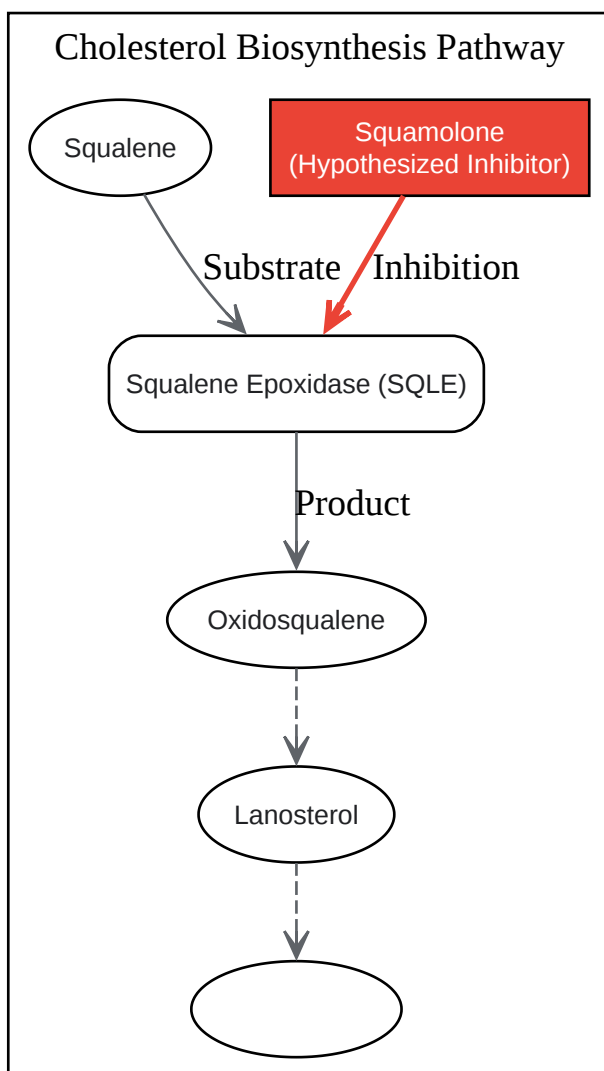 Cholesterol Biosynthesis Pathway
Squalene
Squamolone
(Hypothesized Inhibitor)
Substrate
Inhibition
Squalene Epoxidase (SQLE)
Product
Oxidosqualene
Lanosterol